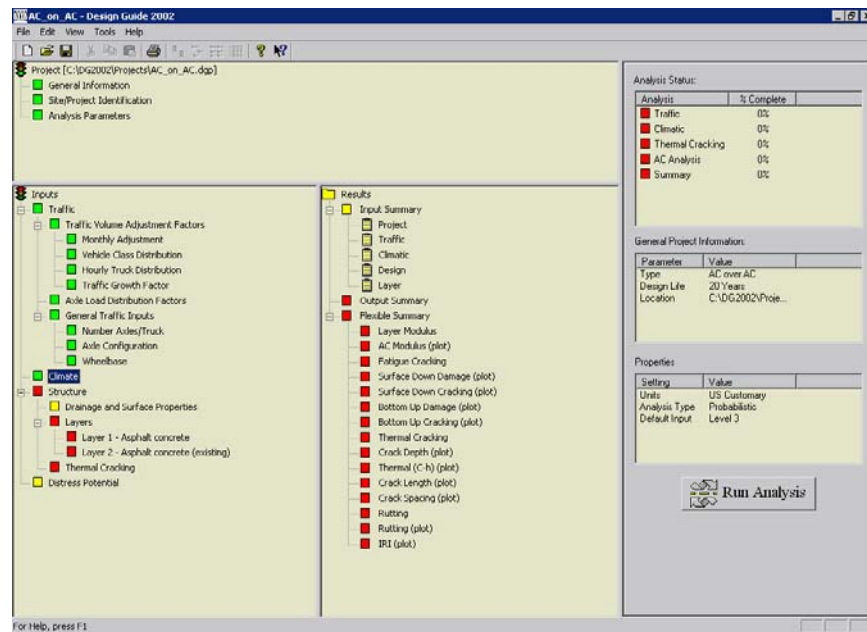 AC_on_AC - Design Guide 2002
File Edit View Tools Help
Project [C:\DG2002\Projects\AC_on_AC.dgp]
General Information
Site/Project Identification
Analysis Parameters
Inputs
Traffic
Traffic Volume Adjustment Factors
Monthly Adjustment
Vehicle Class Distribution
Hourly Truck Distribution
Traffic Growth Factor
Axle Load Distribution Factors
General Traffic Inputs
Number Axles/Truck
Axle Configuration
Wheelbase
Climate
Structure
Drainage and Surface Properties
Layers
Layer 1 - Asphalt concrete
Layer 2 - Asphalt concrete (existing)
Thermal Cracking
Distress Potential
Results
Input Summary
Project
Traffic
Climatic
Design
Layer
Output Summary
Flexible Summary
Layer Modulus
AC Modulus (plot)
Fatigue Cracking
Surface Down Damage (plot)
Surface Down Cracking (plot)
Bottom Up Damage (plot)
Bottom Up Cracking (plot)
Thermal Cracking
Crack Depth (plot)
Thermal (C-h) (plot)
Crack Length (plot)
Crack Spacing (plot)
Rutting
Rutting (plot)
IRI (plot)
Analysis Status:
Analysis % Complete
Traffic 0%
Climatic 0%
Thermal Cracking 0%
AC Analysis 0%
Summary 0%
General Project Information:
Parameter Value
Type AC over AC
Design Life 20 Years
Location C:\DG2002\Proje...
Properties
Setting Value
Units US Customary
Analysis Type Probabilistic
Default Input Level 3
Run Analysis
For Help, press F1